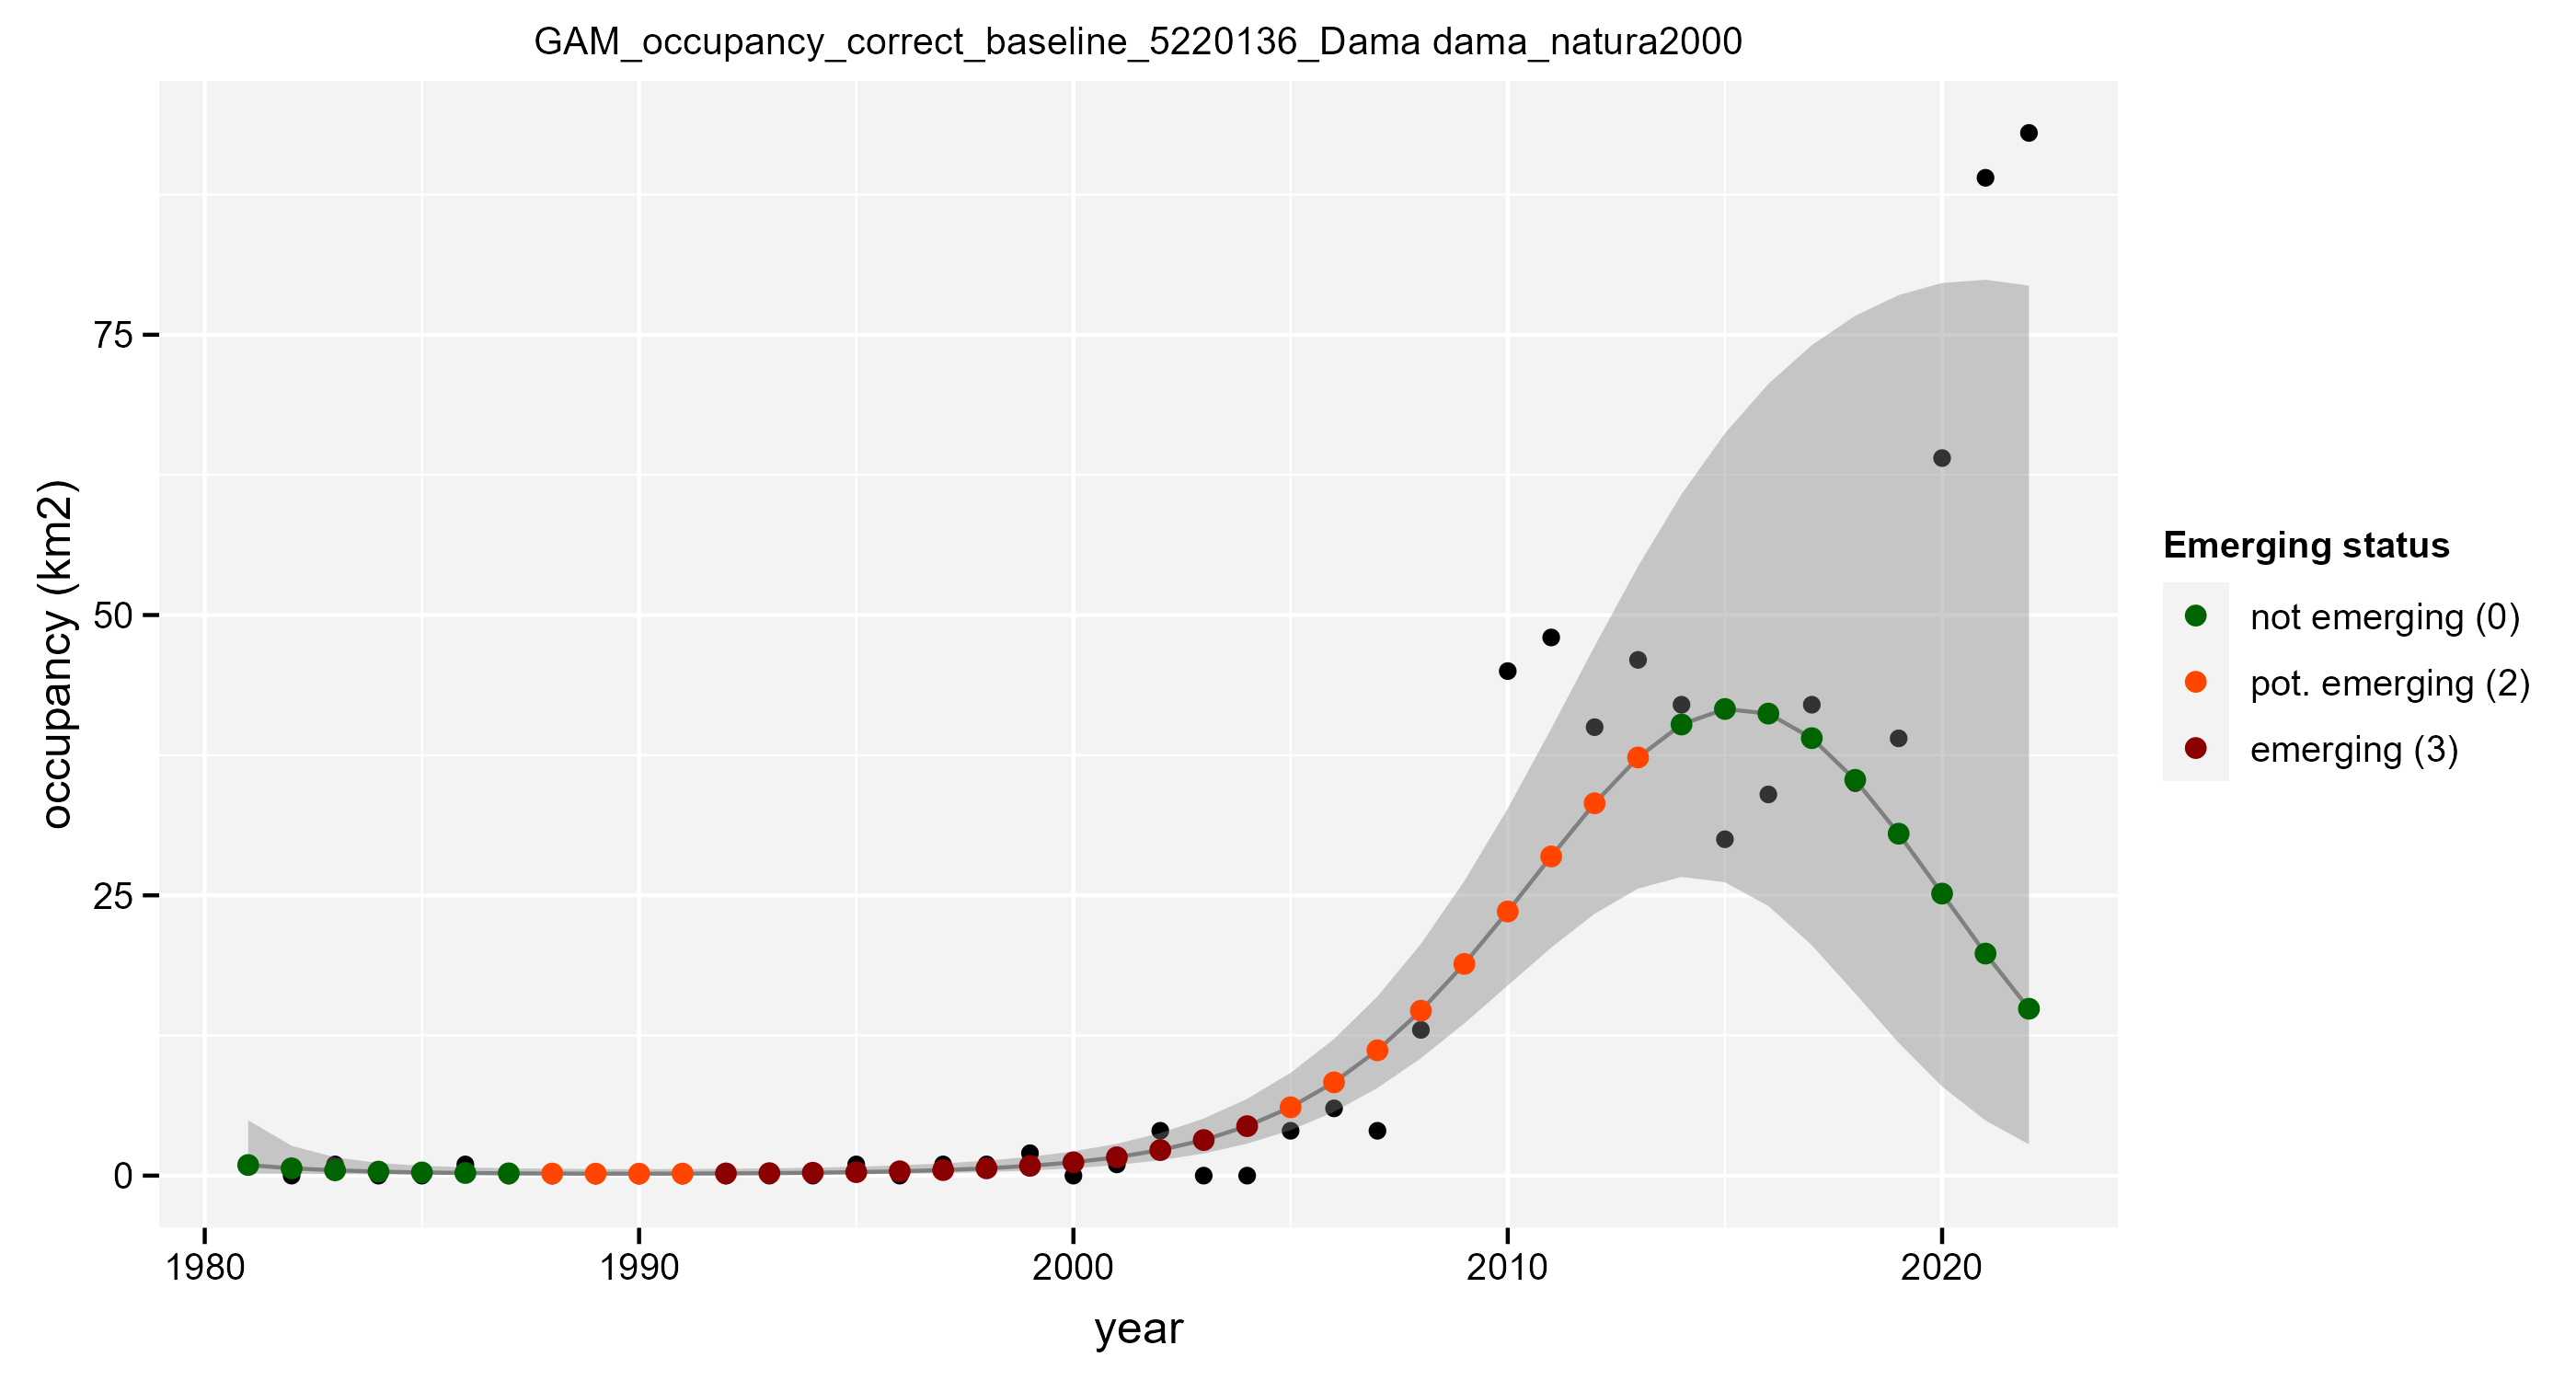 GAM_occupancy_correct_baseline_5220136_Dama dama_natura2000
occupancy (km2)
75
50
25
0
1980 1990 2000 2010 2020
year
Emerging status
not emerging (0)
pot. emerging (2)
emerging (3)